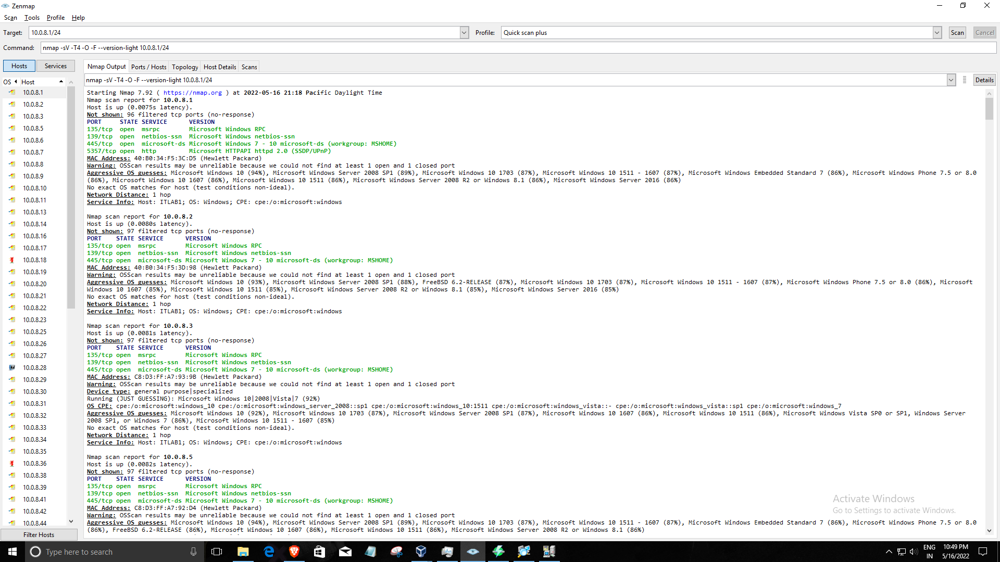 Zenmap
Scan Tools Profile Help
Target: 10.0.8.1/24 Profile: Quick scan plus Scan Cancel
Command: nmap -sV -T4 -O -F --version-light 10.0.8.1/24
Hosts Services
Nmap Output Ports / Hosts Topology Host Details Scans
OS Host
nmap -sV -T4 -O -F --version-light 10.0.8.1/24 Details
10.0.8.1
10.0.8.2
10.0.8.3
10.0.8.5
10.0.8.6
10.0.8.7
10.0.8.8
10.0.8.9
10.0.8.10
10.0.8.11
10.0.8.13
10.0.8.14
10.0.8.16
10.0.8.17
10.0.8.18
10.0.8.19
10.0.8.20
10.0.8.21
10.0.8.22
10.0.8.23
10.0.8.25
10.0.8.26
10.0.8.27
10.0.8.28
10.0.8.29
10.0.8.30
10.0.8.31
10.0.8.32
10.0.8.33
10.0.8.34
10.0.8.35
10.0.8.36
10.0.8.38
10.0.8.39
10.0.8.41
10.0.8.42
10.0.8.44
Filter Hosts
Starting Nmap 7.92 ( https://nmap.org ) at 2022-05-16 21:18 Pacific Daylight Time
Nmap scan report for 10.0.8.1
Host is up (0.0075s latency).
Not shown: 96 filtered tcp ports (no-response)
PORT STATE SERVICE VERSION
135/tcp open msrpc Microsoft Windows RPC
139/tcp open netbios-ssn Microsoft Windows netbios-ssn
445/tcp open microsoft-ds Microsoft Windows 7 - 10 microsoft-ds (workgroup: MSHOME)
5357/tcp open http Microsoft HTTPAPI httpd 2.0 (SSDP/UPnP)
MAC Address: 40:B0:34:F5:3C:D5 (Hewlett Packard)
Warning: OSScan results may be unreliable because we could not find at least 1 open and 1 closed port
Aggressive OS guesses: Microsoft Windows 10 (94%), Microsoft Windows Server 2008 SP1 (89%), Microsoft Windows 10 1703 (87%), Microsoft Windows 10 1511 - 1607 (87%), Microsoft Windows Embedded Standard 7 (86%), Microsoft Windows Phone 7.5 or 8.0
(86%), Microsoft Windows 10 1607 (86%), Microsoft Windows 10 1511 (86%), Microsoft Windows Server 2008 R2 or Windows 8.1 (86%), Microsoft Windows Server 2016 (86%)
No exact OS matches for host (test conditions non-ideal).
Network Distance: 1 hop
Service Info: Host: ITLAB1; OS: Windows; CPE: cpe:/o:microsoft:windows
Nmap scan report for 10.0.8.2
Host is up (0.0080s latency).
Not shown: 97 filtered tcp ports (no-response)
PORT STATE SERVICE VERSION
135/tcp open msrpc Microsoft Windows RPC
139/tcp open netbios-ssn Microsoft Windows netbios-ssn
445/tcp open microsoft-ds Microsoft Windows 7 - 10 microsoft-ds (workgroup: MSHOME)
MAC Address: 40:B0:34:F5:3D:98 (Hewlett Packard)
Warning: OSScan results may be unreliable because we could not find at least 1 open and 1 closed port
Aggressive OS guesses: Microsoft Windows 10 (93%), Microsoft Windows Server 2008 SP1 (88%), FreeBSD 6.2-RELEASE (87%), Microsoft Windows 10 1703 (87%), Microsoft Windows 10 1511 - 1607 (87%), Microsoft Windows Phone 7.5 or 8.0 (86%), Microsoft
Windows 10 1607 (85%), Microsoft Windows 10 1511 (85%), Microsoft Windows Server 2008 R2 or Windows 8.1 (85%), Microsoft Windows Server 2016 (85%)
No exact OS matches for host (test conditions non-ideal).
Network Distance: 1 hop
Service Info: Host: ITLAB1; OS: Windows; CPE: cpe:/o:microsoft:windows
Nmap scan report for 10.0.8.3
Host is up (0.0081s latency).
Not shown: 97 filtered tcp ports (no-response)
PORT STATE SERVICE VERSION
135/tcp open msrpc Microsoft Windows RPC
139/tcp open netbios-ssn Microsoft Windows netbios-ssn
445/tcp open microsoft-ds Microsoft Windows 7 - 10 microsoft-ds (workgroup: MSHOME)
MAC Address: C8:D3:FF:A7:93:9B (Hewlett Packard)
Warning: OSScan results may be unreliable because we could not find at least 1 open and 1 closed port
Device type: general purpose|specialized
Running (JUST GUESSING): Microsoft Windows 10|2008|Vista|7 (92%)
OS CPE: cpe:/o:microsoft:windows_10 cpe:/o:microsoft:windows_server_2008::sp1 cpe:/o:microsoft:windows_10:1511 cpe:/o:microsoft:windows_vista::- cpe:/o:microsoft:windows_vista::sp1 cpe:/o:microsoft:windows_7
Aggressive OS guesses: Microsoft Windows 10 (92%), Microsoft Windows 10 1703 (87%), Microsoft Windows Server 2008 SP1 (87%), Microsoft Windows 10 1607 (86%), Microsoft Windows 10 1511 (86%), Microsoft Windows Vista SP0 or SP1, Windows Server
2008 SP1, or Windows 7 (86%), Microsoft Windows 10 1511 - 1607 (85%)
No exact OS matches for host (test conditions non-ideal).
Network Distance: 1 hop
Service Info: Host: ITLAB1; OS: Windows; CPE: cpe:/o:microsoft:windows
Nmap scan report for 10.0.8.5
Host is up (0.0082s latency).
Not shown: 97 filtered tcp ports (no-response)
PORT STATE SERVICE VERSION
135/tcp open msrpc Microsoft Windows RPC
139/tcp open netbios-ssn Microsoft Windows netbios-ssn
445/tcp open microsoft-ds Microsoft Windows 7 - 10 microsoft-ds (workgroup: MSHOME)
MAC Address: C8:D3:FF:A7:92:D4 (Hewlett Packard)
Warning: OSScan results may be unreliable because we could not find at least 1 open and 1 closed port
Aggressive OS guesses: Microsoft Windows 10 (94%), Microsoft Windows Server 2008 SP1 (89%), Microsoft Windows 10 1703 (87%), Microsoft Windows 10 1511 - 1607 (87%), Microsoft Windows Embedded Standard 7 (86%), Microsoft Windows Phone 7.5 or 8.0
(86%), FreeBSD 6.2-RELEASE (86%), Microsoft Windows 10 1607 (86%), Microsoft Windows 10 1511 (86%), Microsoft Windows Server 2008 R2 or Windows 8.1 (86%)
Activate Windows
Go to Settings to activate Windows.
Type here to search
ENG
IN
10:49 PM
5/16/2022